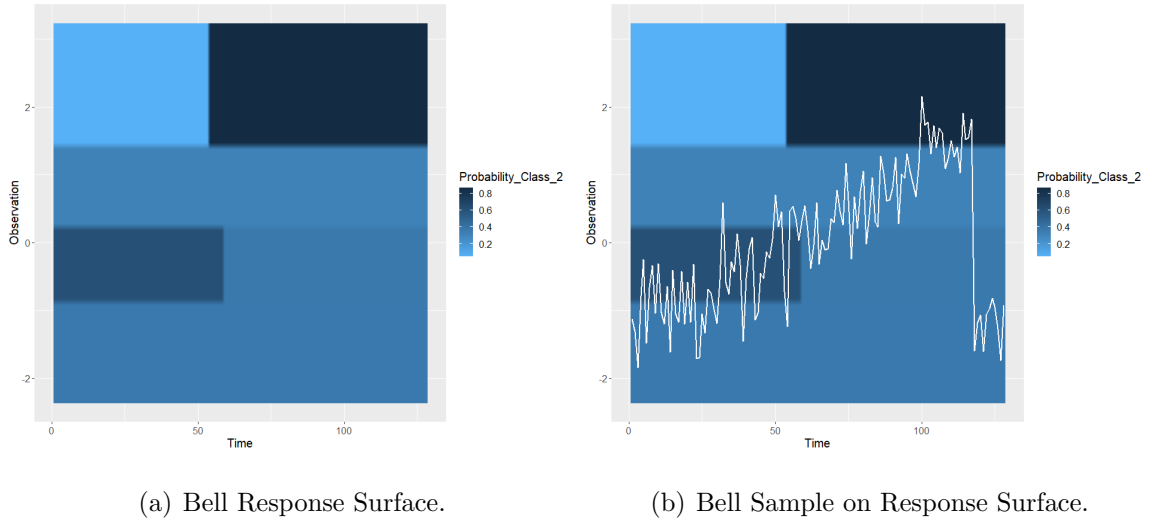 Observation
2
0
-2
0
50
100
Time
Probability_Class_2
0.8
0.6
0.4
0.2
(a) Bell Response Surface.
Observation
2
0
-2
0
50
100
Time
Probability_Class_2
0.8
0.6
0.4
0.2
(b) Bell Sample on Response Surface.